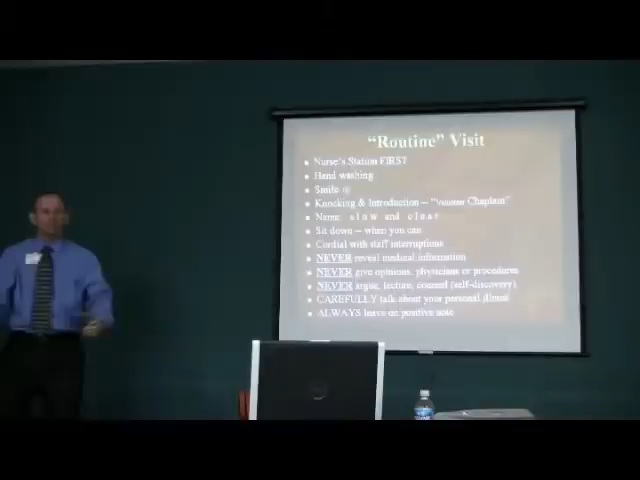 “Routine” Visit
Nurse's Station FIRST
Hand washing
Smile ☺
Knocking & Introduction – “Volunteer Chaplain”
Name: s l o w and c l e a r
Sit down – when you can
Cordial with staff interruptions
NEVER reveal medical information
NEVER give opinions, physicians or procedures
NEVER argue, lecture, counsel (self-discovery)
CAREFULLY talk about your personal illness
ALWAYS leave on positive note